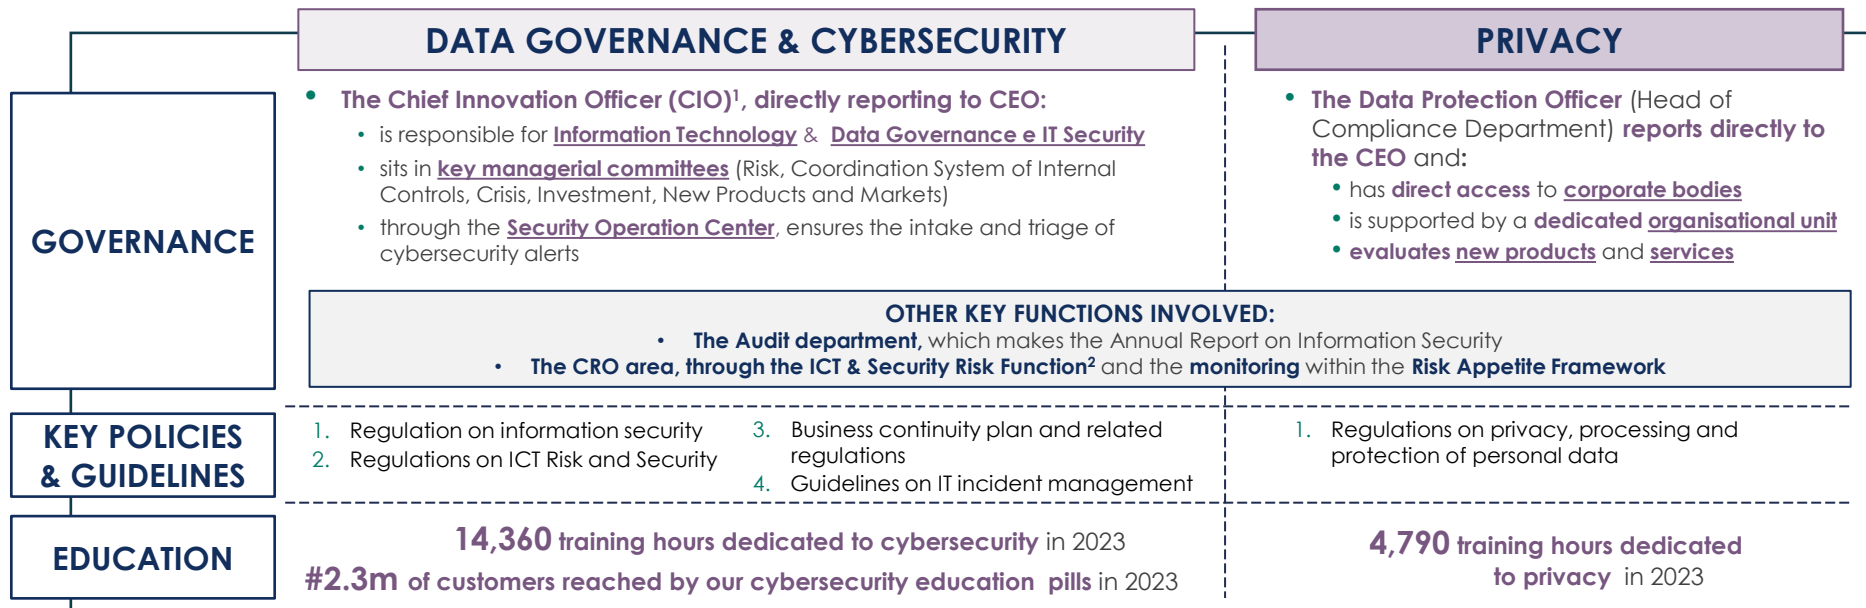 DATA GOVERNANCE & CYBERSECURITY
PRIVACY
GOVERNANCE
• The Chief Innovation Officer (CIO)¹, directly reporting to CEO:
• is responsible for Information Technology & Data Governance e IT Security
• sits in key managerial committees (Risk, Coordination System of Internal
Controls, Crisis, Investment, New Products and Markets)
• through the Security Operation Center, ensures the intake and triage of
cybersecurity alerts
• The Data Protection Officer (Head of
Compliance Department) reports directly to
the CEO and:
• has direct access to corporate bodies
• is supported by a dedicated organisational unit
• evaluates new products and services
OTHER KEY FUNCTIONS INVOLVED:
• The Audit department, which makes the Annual Report on Information Security
• The CRO area, through the ICT & Security Risk Function² and the monitoring within the Risk Appetite Framework
KEY POLICIES
& GUIDELINES
1. Regulation on information security
2. Regulations on ICT Risk and Security
3. Business continuity plan and related
regulations
4. Guidelines on IT incident management
1. Regulations on privacy, processing and
protection of personal data
EDUCATION
14,360 training hours dedicated to cybersecurity in 2023
#2.3m of customers reached by our cybersecurity education pills in 2023
4,790 training hours dedicated
to privacy in 2023